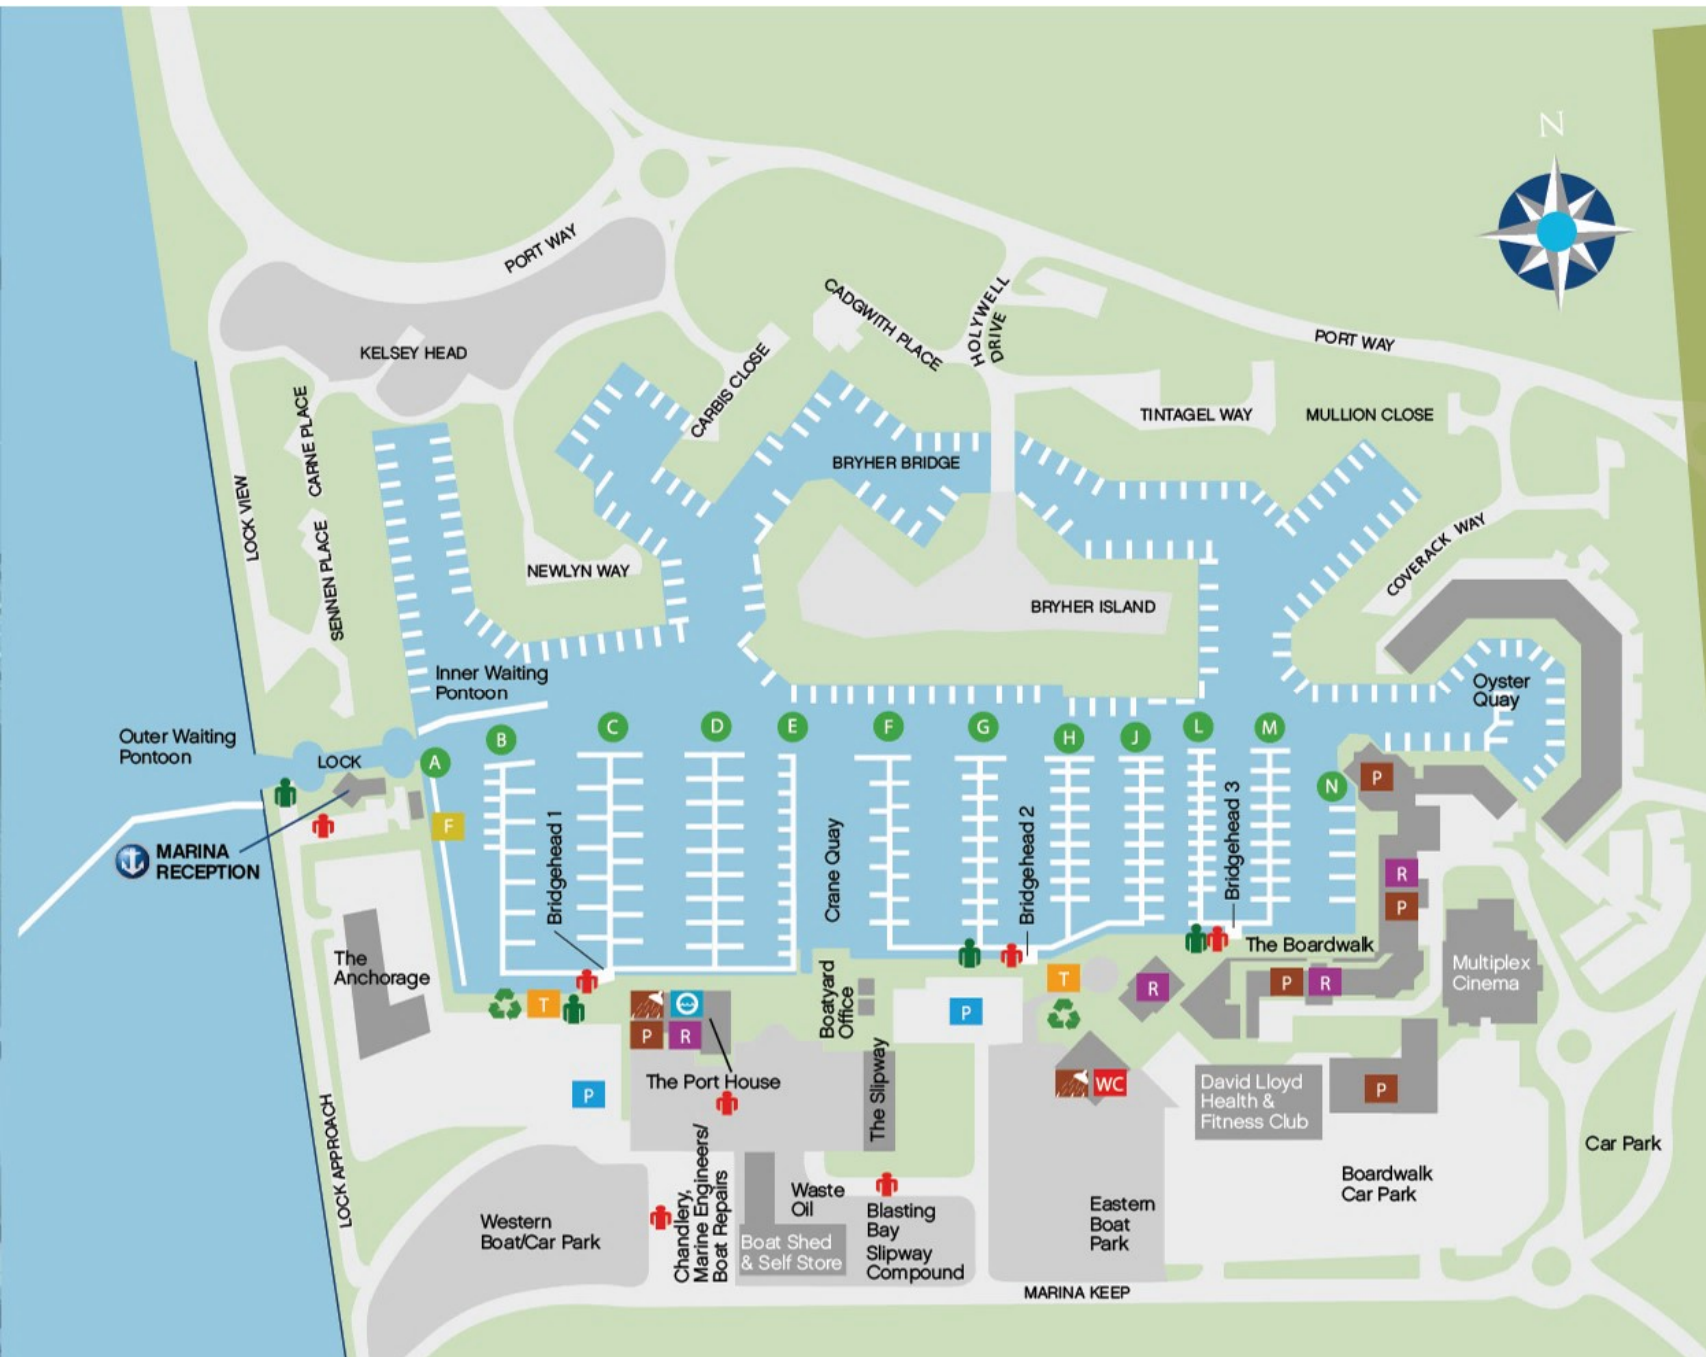 N
PORT WAY
CADGWITH PLACE
HOLYWELL
DRIVE
PORT WAY
KELSEY HEAD
CARBIS CLOSE
TINTAGEL WAY
MULLION CLOSE
CARNE PLACE
BRYHER BRIDGE
LOCK VIEW
SENNEN PLACE
NEWLYN WAY
COVERACK WAY
BRYHER ISLAND
Inner Waiting
Pontoon
Oyster
Quay
Outer Waiting
Pontoon
LOCK
A
B
C
D
E
F
G
H
J
L
M
N
P
F
MARINA
RECEPTION
Bridgehead 1
Crane Quay
Bridgehead 2
Bridgehead 3
R
P
The Boardwalk
The
Anchorage
Multiplex
Cinema
T
P
R
Boatyard
Office
P
T
R
P
R
The Port House
P
The Slipway
WC
David Lloyd
Health &
Fitness Club
P
Car Park
LOCK APPROACH
Western
Boat/Car Park
Chandlery,
Marine Engineers/
Boat Repairs
Waste
Oil
Boat Shed
& Self Store
Blasting
Bay
Slipway
Compound
Eastern
Boat
Park
Boardwalk
Car Park
MARINA KEEP